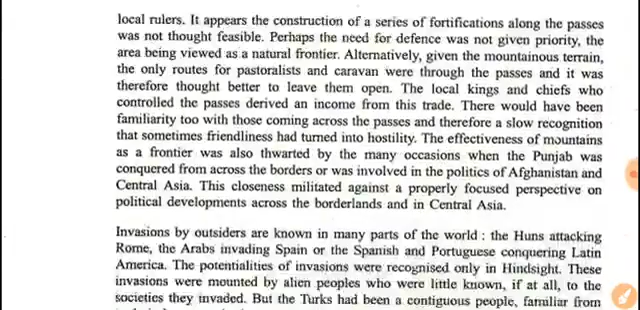 local rulers. It appears the construction of a series of fortifications along the passes
was not thought feasible. Perhaps the need for defence was not given priority, the
area being viewed as a natural frontier. Alternatively, given the mountainous terrain,
the only routes for pastoralists and caravan were through the passes and it was
therefore thought better to leave them open. The local kings and chiefs who
controlled the passes derived an income from this trade. There would have been
familiarity too with those coming across the passes and therefore a slow recognition
that sometimes friendliness had turned into hostility. The effectiveness of mountains
as a frontier was also thwarted by the many occasions when the Punjab was
conquered from across the borders or was involved in the politics of Afghanistan and
Central Asia. This closeness militated against a properly focused perspective on
political developments across the borderlands and in Central Asia.
Invasions by outsiders are known in many parts of the world : the Huns attacking
Rome, the Arabs invading Spain or the Spanish and Portuguese conquering Latin
America. The potentialities of invasions were recognised only in Hindsight. These
invasions were mounted by alien peoples who were little known, if at all, to the
societies they invaded. But the Turks had been a contiguous people, familiar from